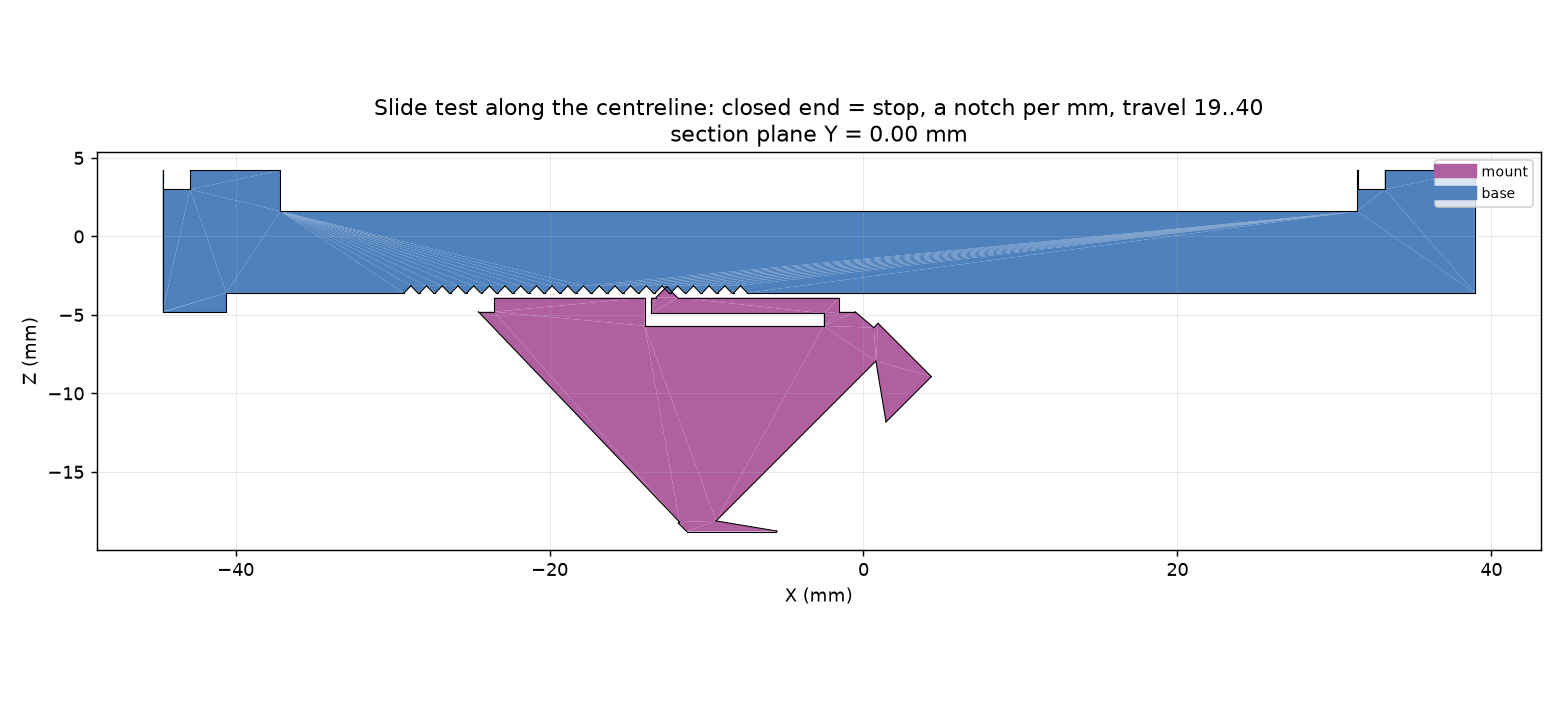 Slide test along the centreline: closed end = stop, a notch per mm, travel 19..40
section plane Y = 0.00 mm
mount
base
5
0
−5
−10
−15
Z (mm)
−40
−20
0
20
40
X (mm)